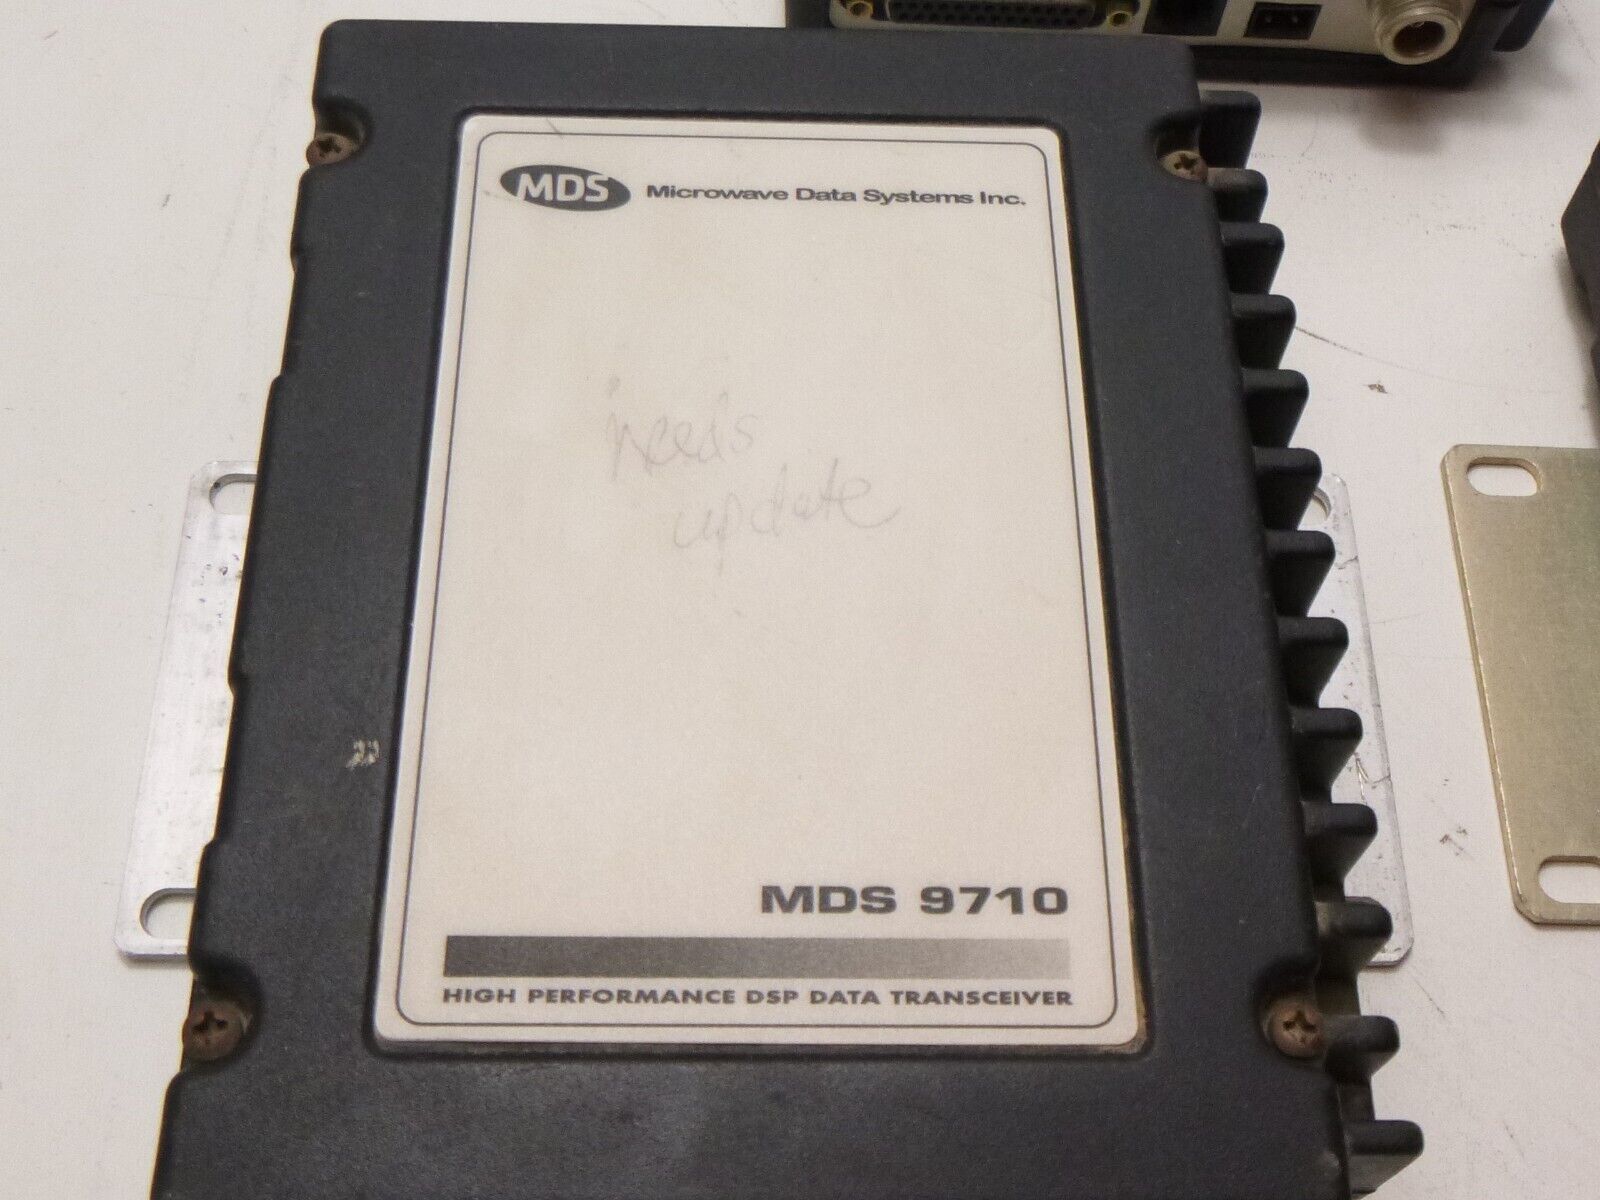 MDS Microwave Data Systems Inc.
needs
update
MDS 9710
HIGH PERFORMANCE DSP DATA TRANSCEIVER